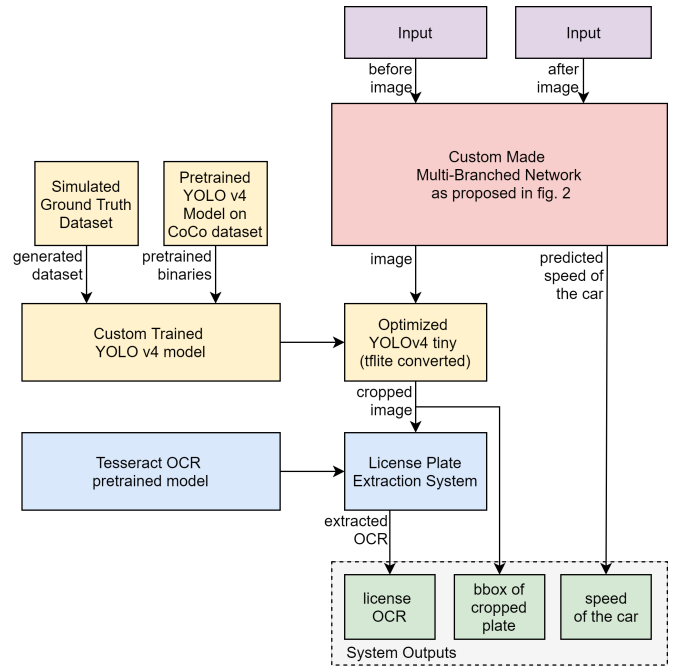 Input
Input
before
image
after
image
Custom Made
Multi-Branched Network
as proposed in fig. 2
Simulated
Ground Truth
Dataset
Pretrained
YOLO v4
Model on
CoCo dataset
generated
dataset
pretrained
binaries
image
predicted
speed of
the car
Custom Trained
YOLO v4 model
Optimized
YOLOv4 tiny
(tflite converted)
cropped
image
Tesseract OCR
pretrained model
License Plate
Extraction System
extracted
OCR
license
OCR
bbox of
cropped
plate
speed
of the car
System Outputs